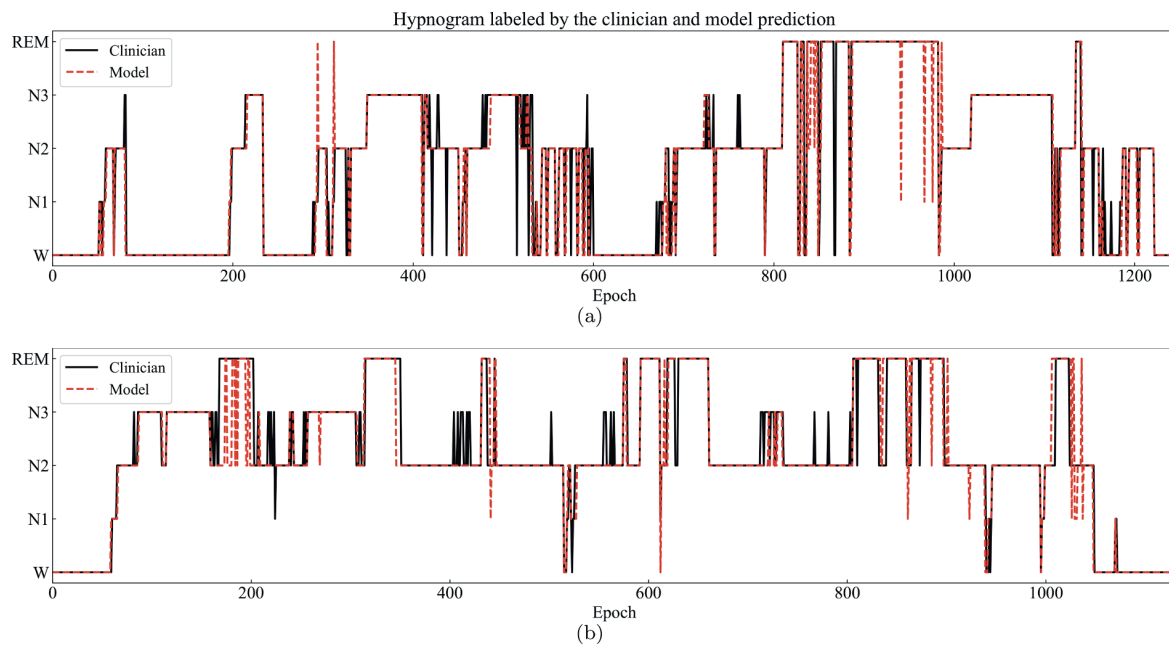 Hypnogram labeled by the clinician and model prediction
REM
N3
N2
N1
W
Clinician
Model
0 200 400 600 800 1000 1200
Epoch
(a)
REM
N3
N2
N1
W
Clinician
Model
0 200 400 600 800 1000
Epoch
(b)